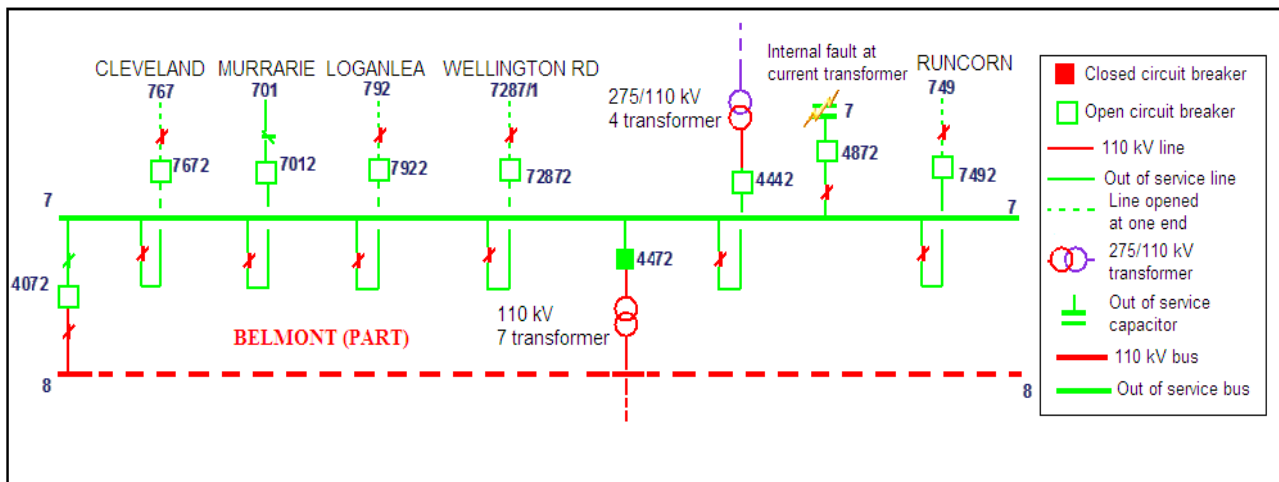 CLEVELAND
767
7672
MURRARIE
701
7012
LOGANLEA
792
7922
WELLINGTON RD
7287/1
72872
275/110 kV
4 transformer
4442
Internal fault at
current transformer
7
4872
RUNCORN
749
7492
7
7
4072
4472
110 kV
7 transformer
BELMONT (PART)
8
8
Closed circuit breaker
Open circuit breaker
110 kV line
Out of service line
Line opened
at one end
275/110 kV
transformer
Out of service
capacitor
110 kV bus
Out of service bus